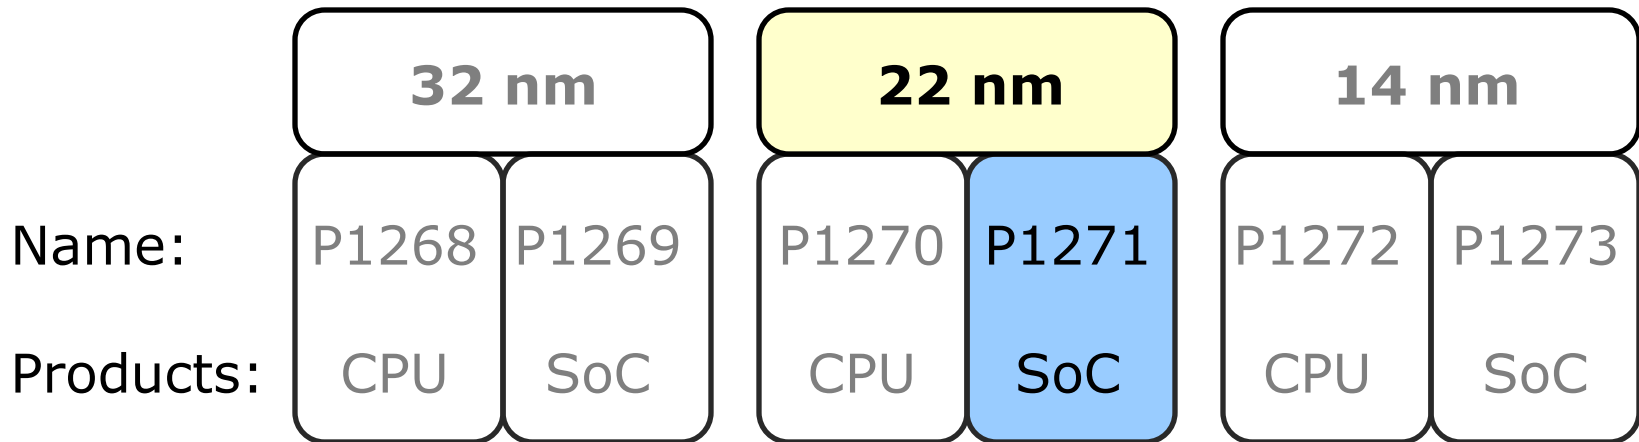 32 nm 22 nm 14 nm
Name: P1268 P1269 P1270 P1271 P1272 P1273
Products: CPU SoC CPU SoC CPU SoC